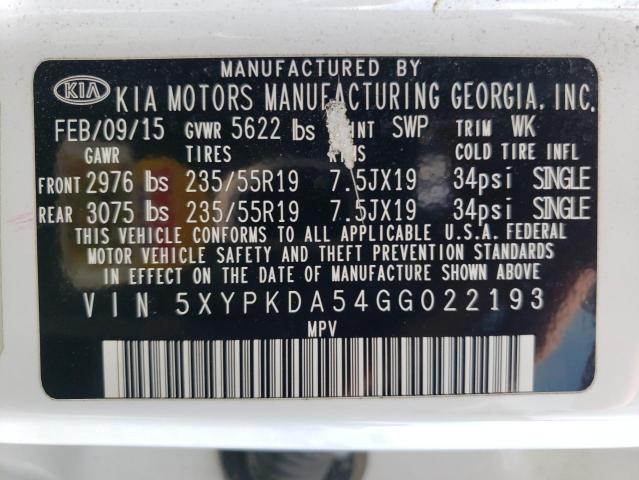 MANUFACTURED BY
KIA KIA MOTORS MANUFACTURING GEORGIA, INC.
FEB/09/15 GVWR 5622 lbs SWP TRIM WK
GAWR TIRES COLD TIRE INFL
FRONT 2976 lbs 235/55R19 7.5JX19 34psi SINGLE
REAR 3075 lbs 235/55R19 7.5JX19 34psi SINGLE
THIS VEHICLE CONFORMS TO ALL APPLICABLE U.S.A. FEDERAL
MOTOR VEHICLE SAFETY AND THEFT PREVENTION STANDARDS
IN EFFECT ON THE DATE OF MANUFACTURE SHOWN ABOVE.
VIN 5XYPKDA54GG022193
MPV